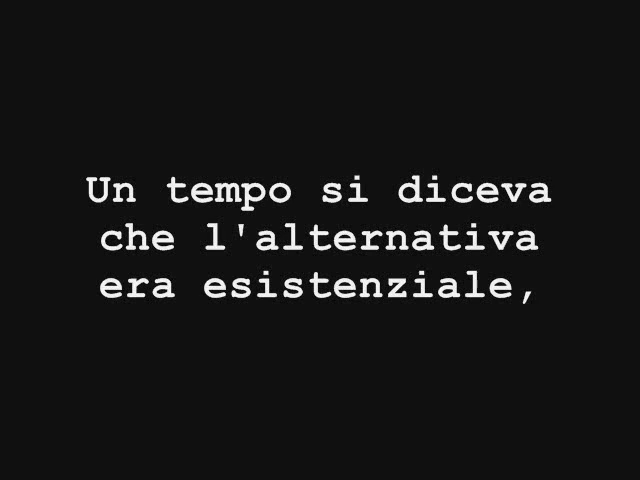 Un tempo si diceva
che l'alternativa
era esistenziale,